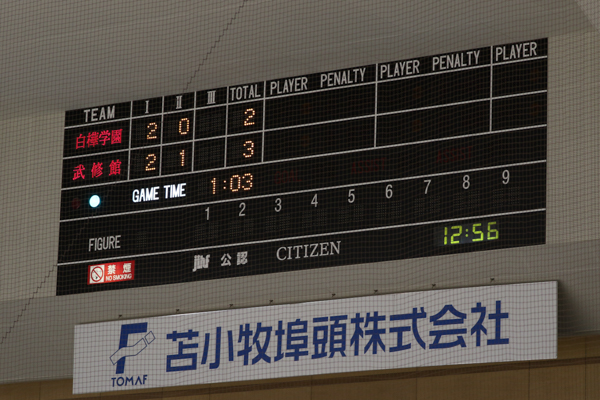 TEAM I II III TOTAL PLAYER PENALTY PLAYER PENALTY PLAYER
白樺学園 2 0 2
武修館 2 1 3
GAME TIME 1:03
1 2 3 4 5 6 7 8 9
FIGURE
禁煙 NO SMOKING jihf 公認 CITIZEN 12:56
TOMAF 苫小牧埠頭株式会社